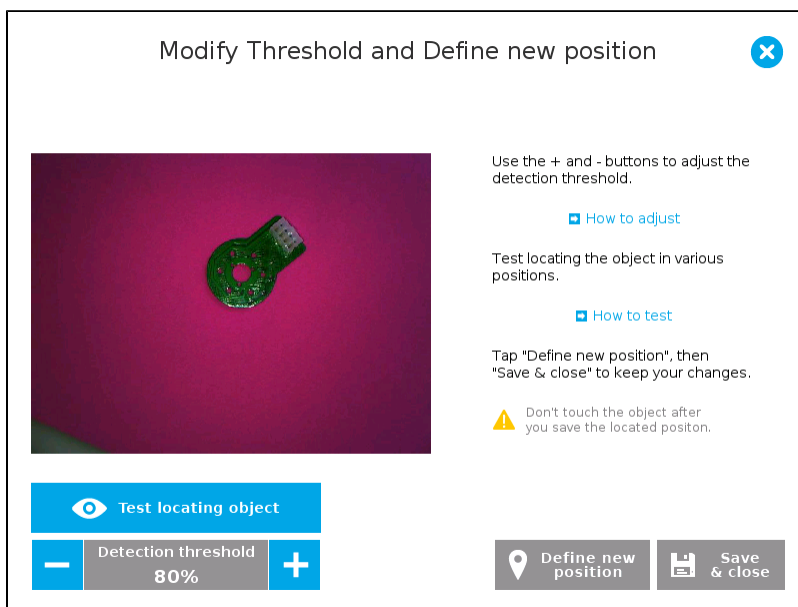 Modify Threshold and Define new position
Use the + and - buttons to adjust the
detection threshold.
How to adjust
Test locating the object in various
positions.
How to test
Tap "Define new position", then
"Save & close" to keep your changes.
Don't touch the object after
you save the located positon.
Test locating object
Detection threshold
80%
Define new
position
Save
& close